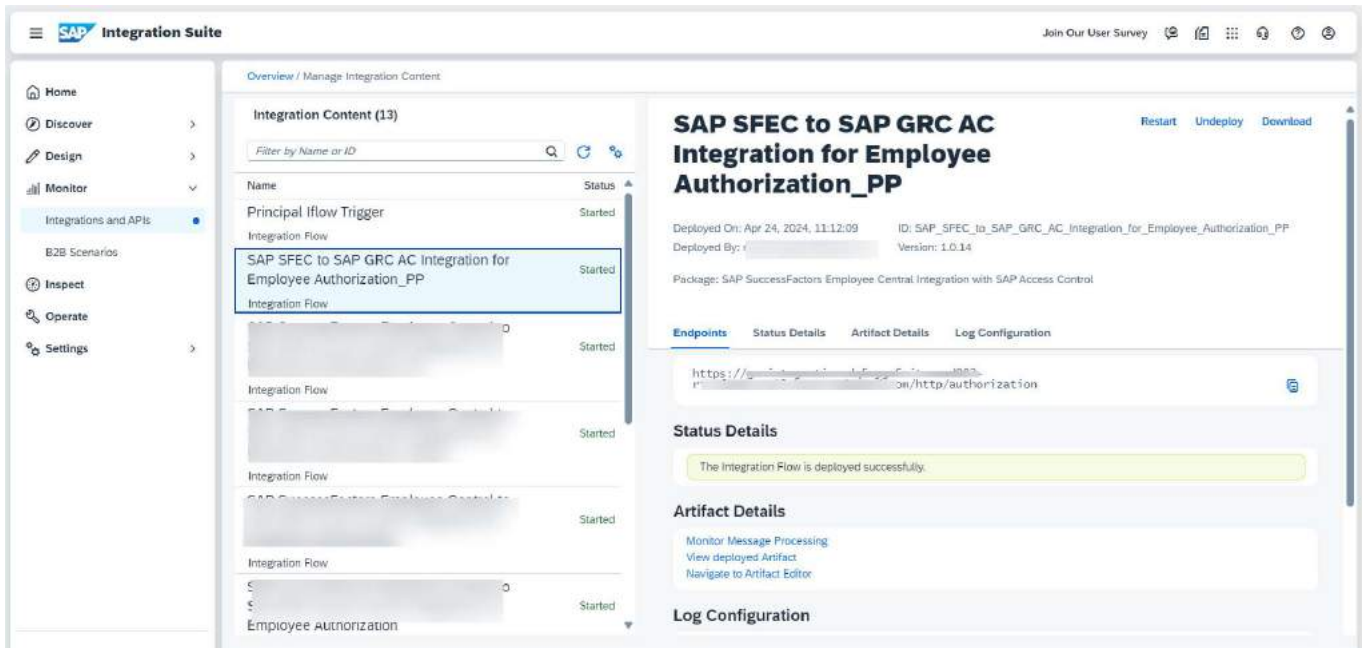 SAP Integration Suite
Join Our User Survey
Home
Discover
Design
Monitor
Integrations and APIs
B2B Scenarios
Inspect
Operate
Settings
Overview / Manage Integration Content
Integration Content (13)
Filter by Name or ID
Name Status
Principal Iflow Trigger Started
Integration Flow
SAP SFEC to SAP GRC AC Integration for
Employee Authorization_PP
Started
Integration Flow
Started
Integration Flow
Started
Integration Flow
Started
Integration Flow
Started
Employee Authorization
SAP SFEC to SAP GRC AC
Integration for Employee
Authorization_PP
Restart Undeploy Download
Deployed On: Apr 24, 2024, 11:12:09 ID: SAP_SFEC_to_SAP_GRC_AC_Integration_for_Employee_Authorization_PP
Deployed By: Version: 1.0.14
Package: SAP SuccessFactors Employee Central Integration with SAP Access Control
Endpoints Status Details Artifact Details Log Configuration
https://
/http/authorization
Status Details
The Integration Flow is deployed successfully.
Artifact Details
Monitor Message Processing
View deployed Artifact
Navigate to Artifact Editor
Log Configuration